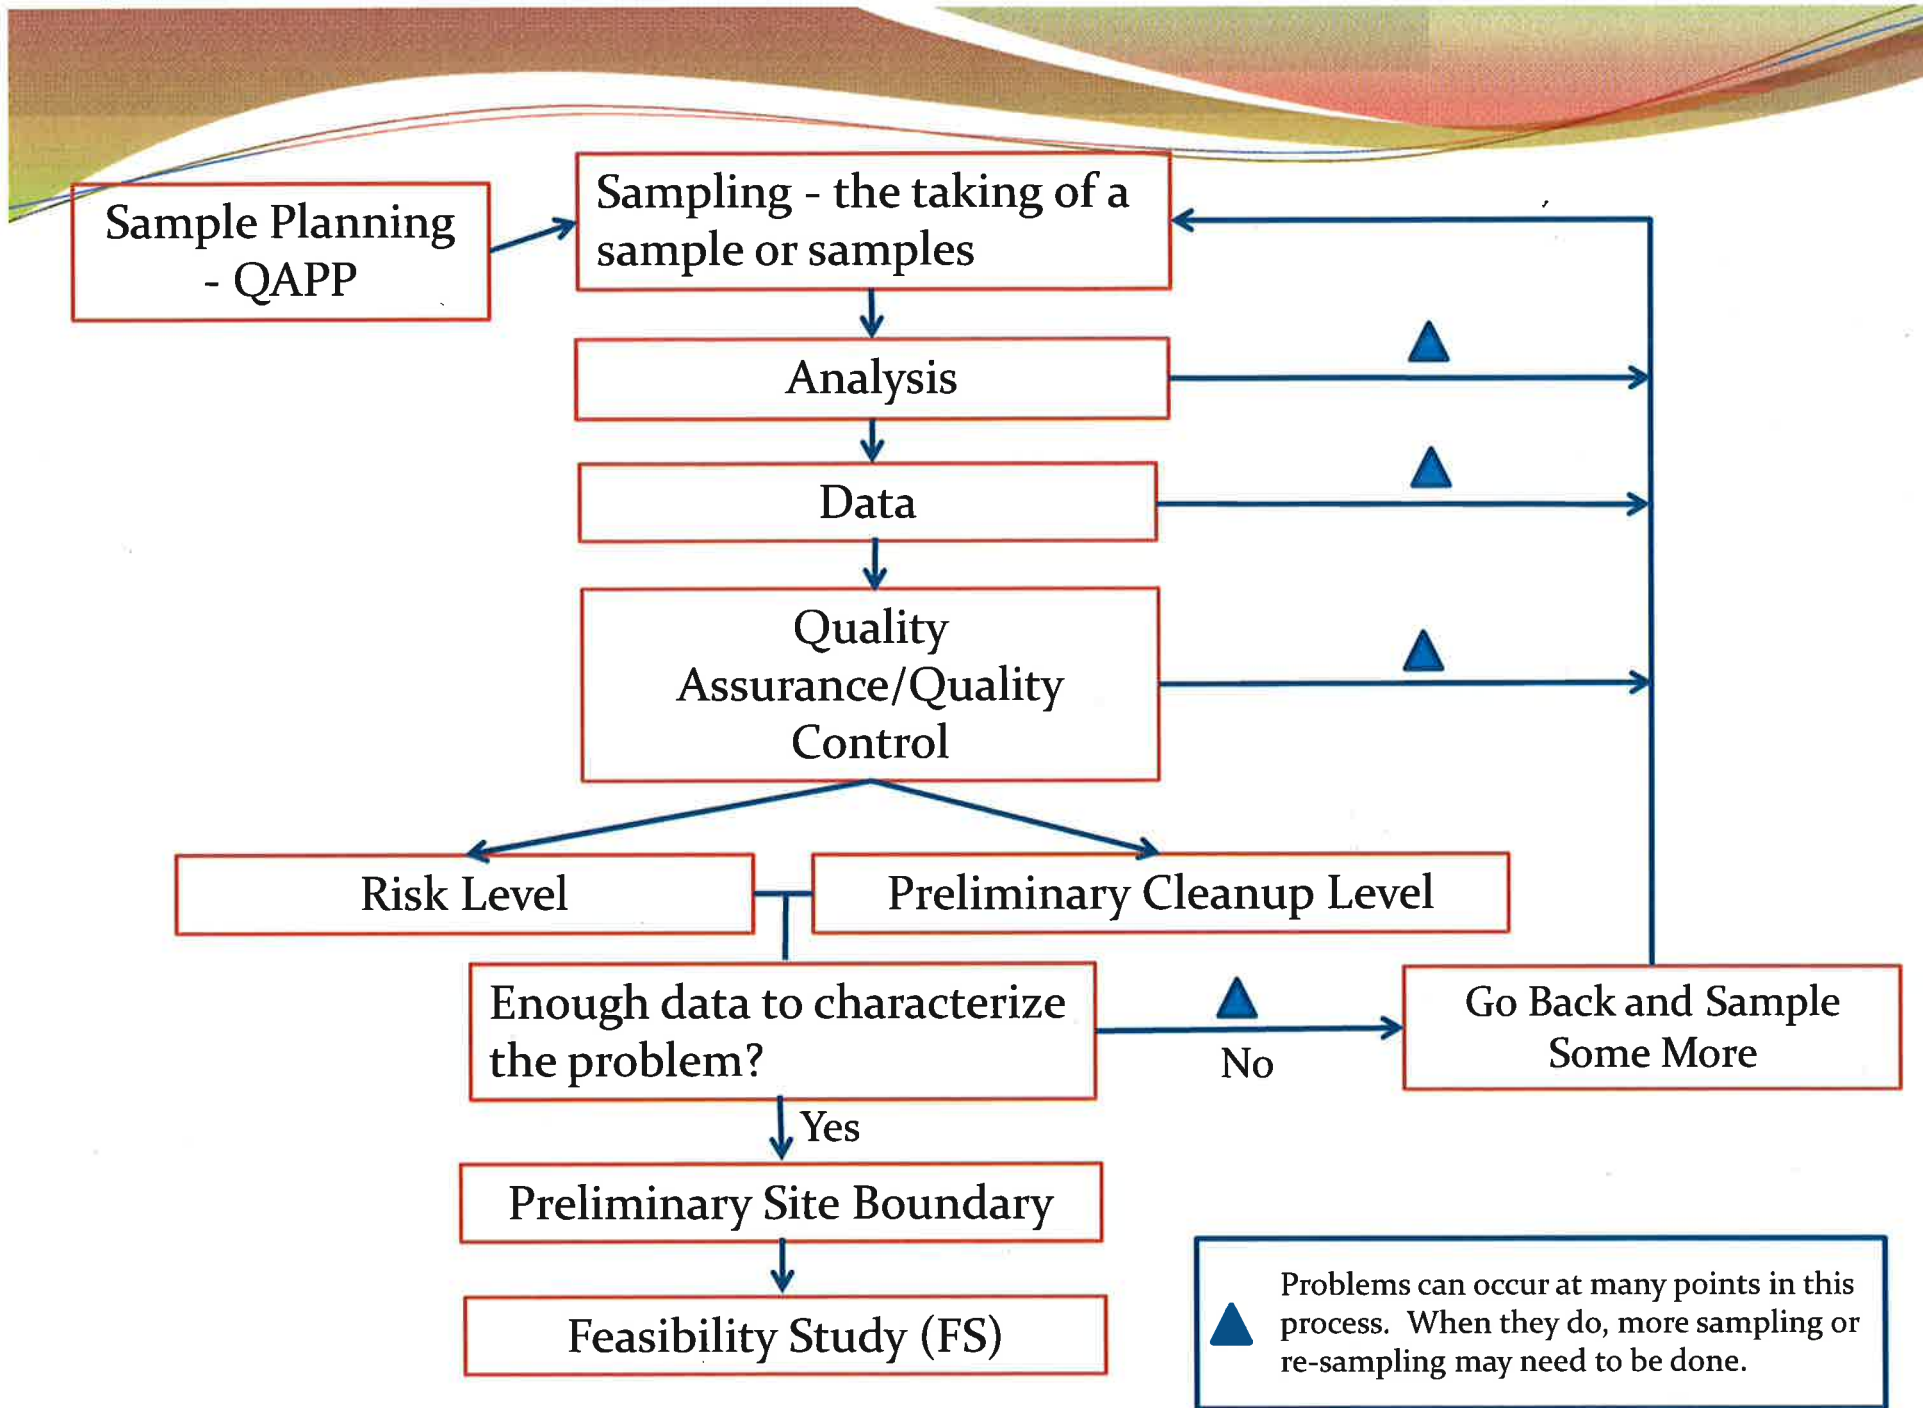 Sample Planning
- QAPP
Sampling - the taking of a
sample or samples
Analysis
Data
Quality
Assurance/Quality
Control
Risk Level
Preliminary Cleanup Level
Enough data to characterize
the problem?
No
Go Back and Sample
Some More
Yes
Preliminary Site Boundary
Feasibility Study (FS)
Problems can occur at many points in this
process. When they do, more sampling or
re-sampling may need to be done.